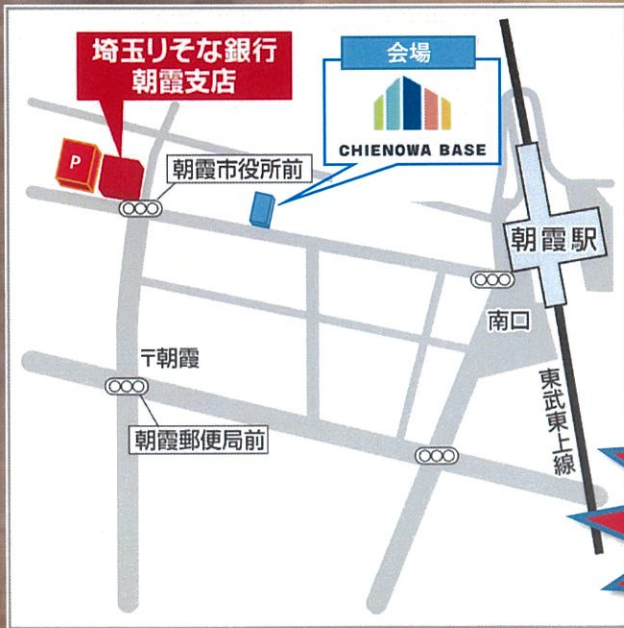 埼玉りそな銀行
朝霞支店
会場
CHIENOWA BASE
P
朝霞市役所前
朝霞駅
南口
〒朝霞
朝霞郵便局前
東武東上線